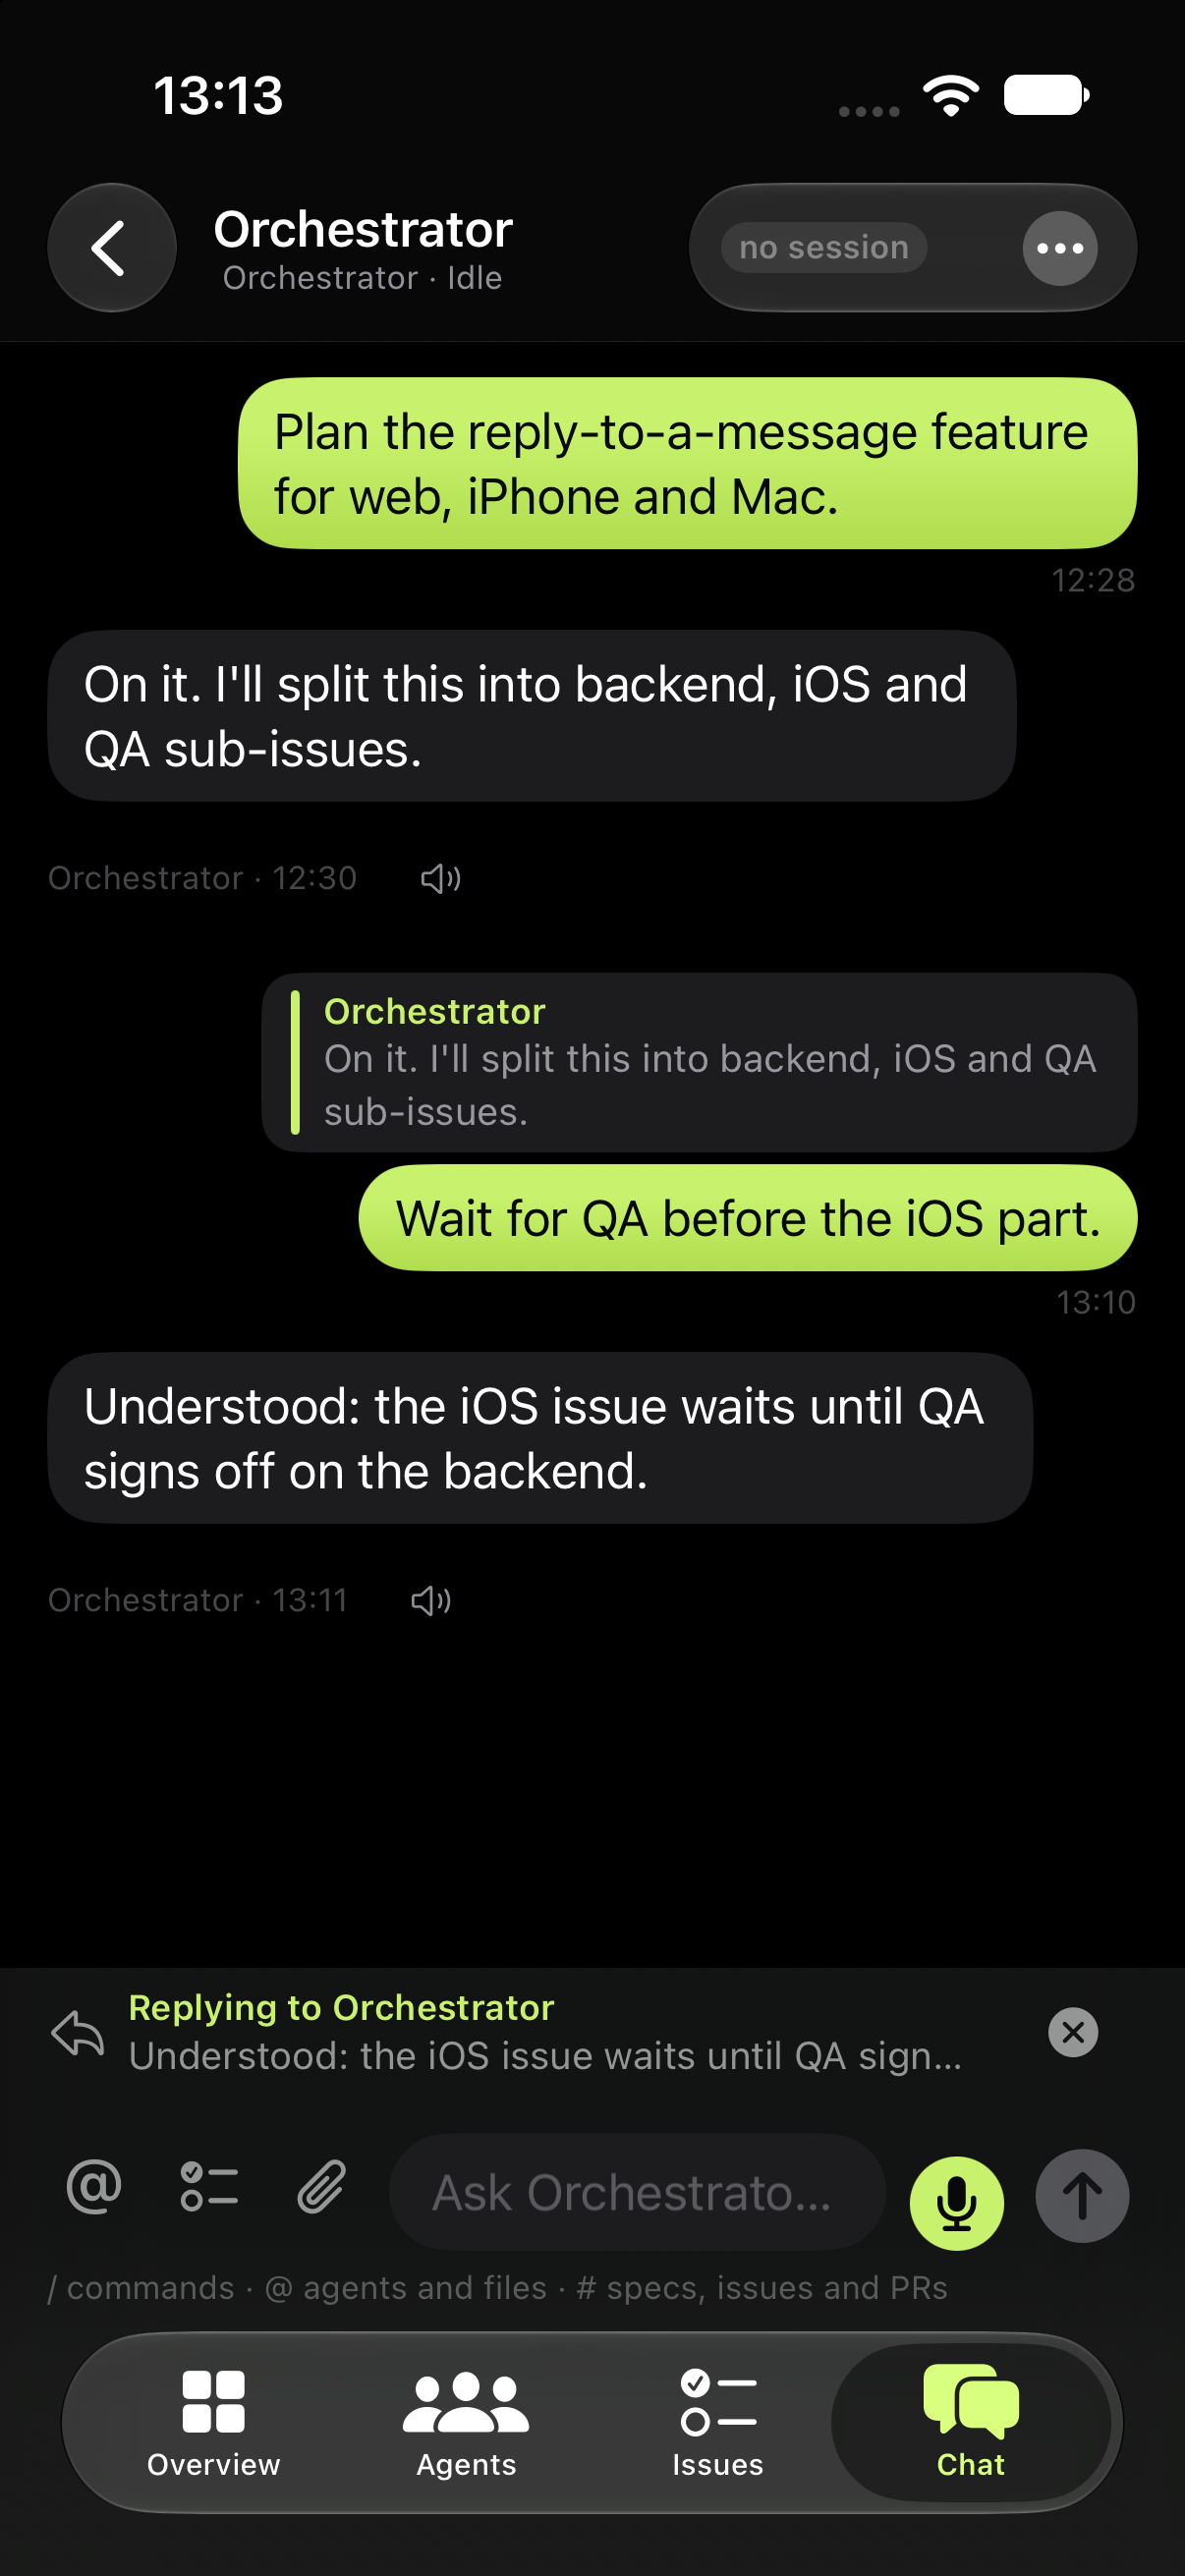 13:13
Orchestrator
Orchestrator · Idle
no session
Plan the reply-to-a-message feature
for web, iPhone and Mac.
12:28
On it. I'll split this into backend, iOS and
QA sub-issues.
Orchestrator · 12:30
Orchestrator
On it. I'll split this into backend, iOS and QA
sub-issues.
Wait for QA before the iOS part.
13:10
Understood: the iOS issue waits until QA
signs off on the backend.
Orchestrator · 13:11
Replying to Orchestrator
Understood: the iOS issue waits until QA sign...
@
Ask Orchestrato...
/ commands · @ agents and files · # specs, issues and PRs
Overview
Agents
Issues
Chat